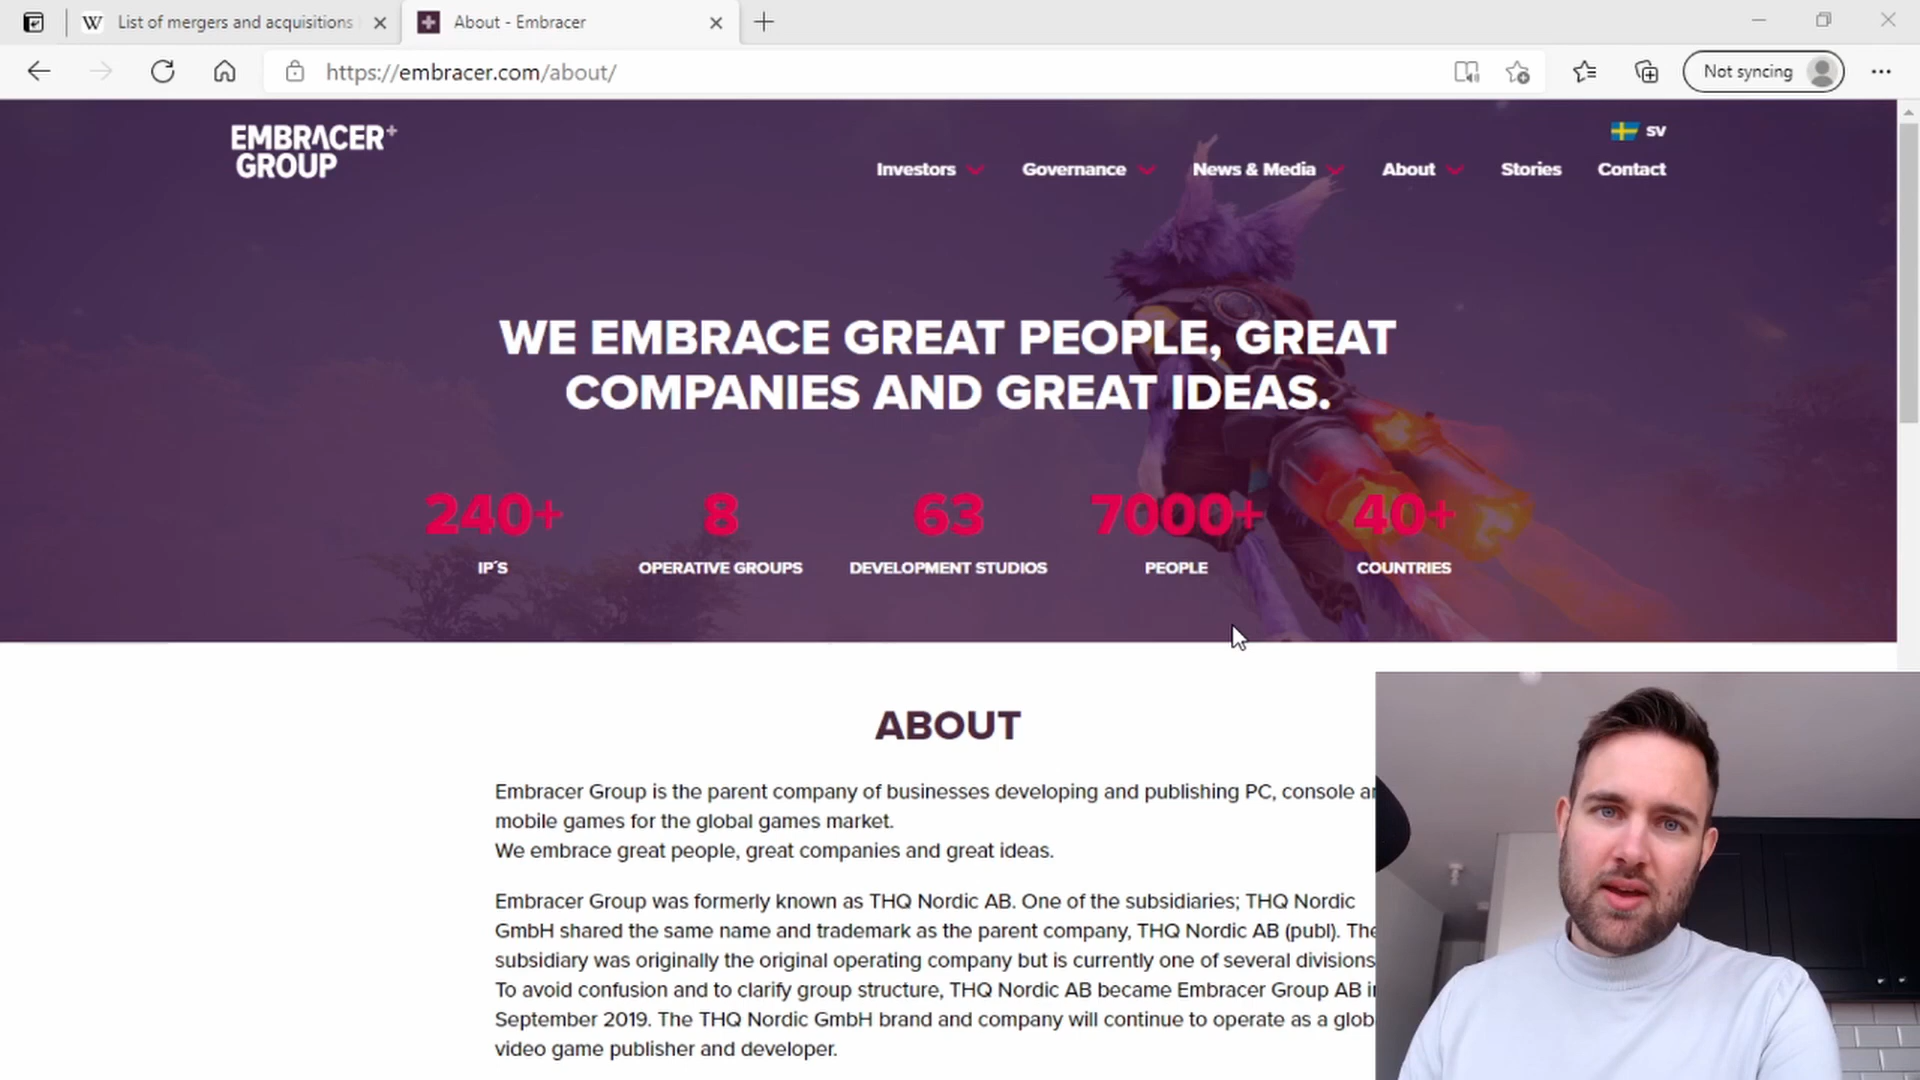 List of mergers and acquisitions
About - Embracer
https://embracer.com/about/
Not syncing
EMBRACER+
GROUP
SV
Investors
Governance
News & Media
About
Stories
Contact
WE EMBRACE GREAT PEOPLE, GREAT
COMPANIES AND GREAT IDEAS.
240+
8
63
7000+
40+
IP´S
OPERATIVE GROUPS
DEVELOPMENT STUDIOS
PEOPLE
COUNTRIES
ABOUT
Embracer Group is the parent company of businesses developing and publishing PC, console
mobile games for the global games market.
We embrace great people, great companies and great ideas.
Embracer Group was formerly known as THQ Nordic AB. One of the subsidiaries; THQ Nordic
GmbH shared the same name and trademark as the parent company, THQ Nordic AB (publ). The
subsidiary was originally the original operating company but is currently one of several divisions
To avoid confusion and to clarify group structure, THQ Nordic AB became Embracer Group AB
September 2019. The THQ Nordic GmbH brand and company will continue to operate as a glob
video game publisher and developer.